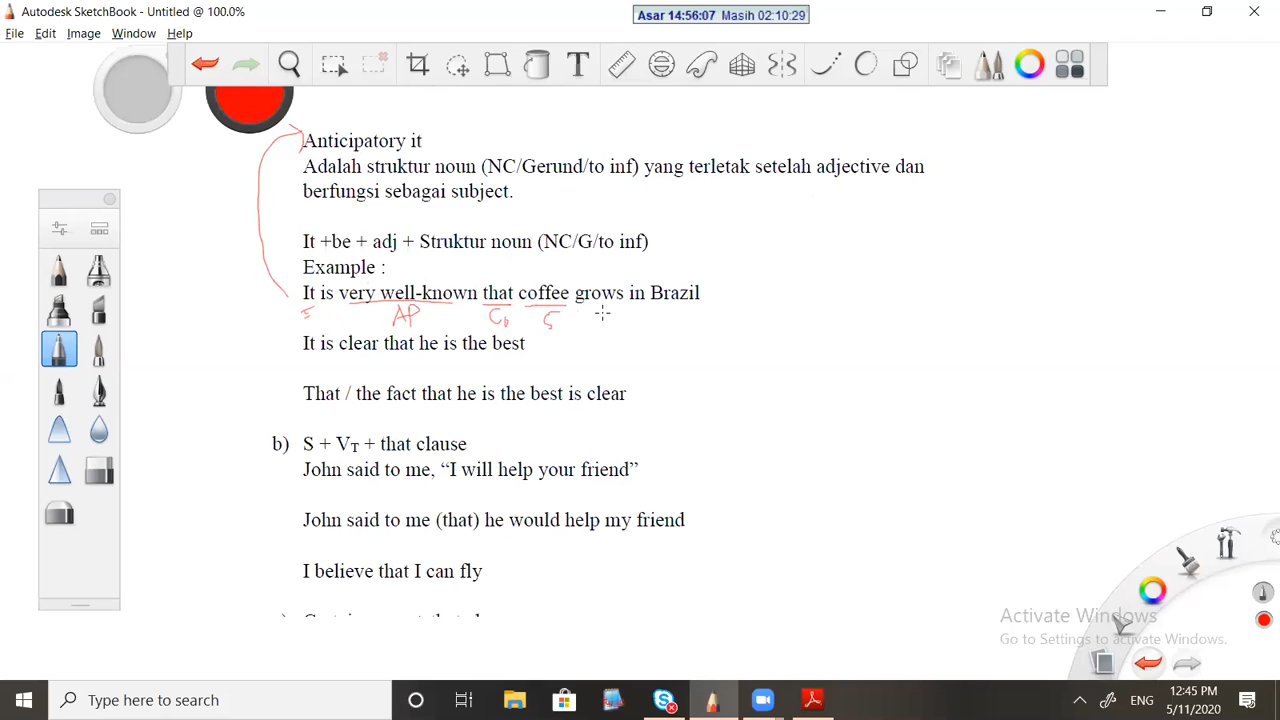 Autodesk SketchBook - Untitled @ 100.0%
Asar 14:56:07 Masih 02:10:29
File Edit Image Window Help
T
Anticipatory it
Adalah struktur noun (NC/Gerund/to inf) yang terletak setelah adjective dan
berfungsi sebagai subject.
It +be + adj + Struktur noun (NC/G/to inf)
Example :
It is very well-known that coffee grows in Brazil
S AP S
It is clear that he is the best
That / the fact that he is the best is clear
b) S + VT + that clause
John said to me, “I will help your friend”
John said to me (that) he would help my friend
I believe that I can fly
Activate Windows
Go to Settings to activate Windows.
Type here to search
ENG
12:45 PM
5/11/2020